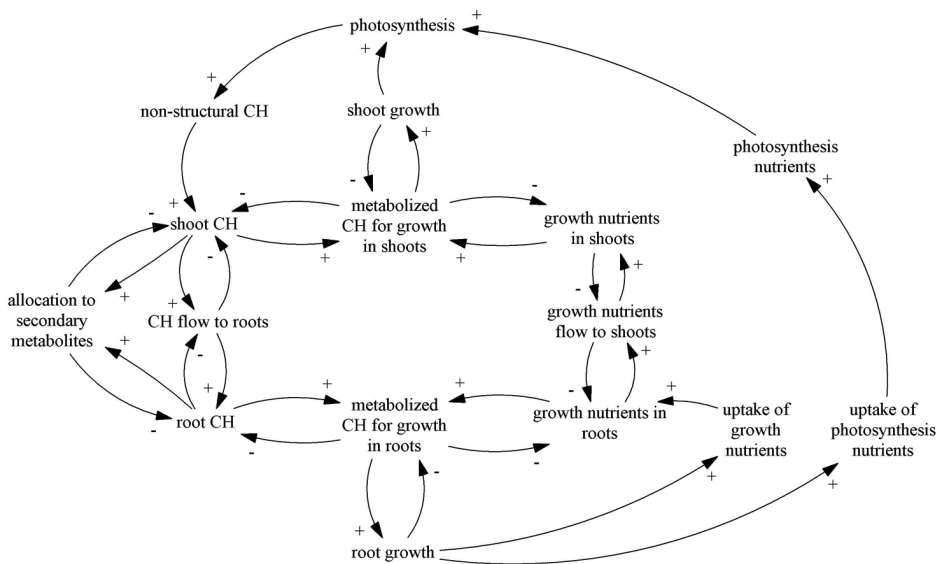 photosynthesis
non-structural CH
shoot growth
photosynthesis
nutrients
shoot CH
metabolized
CH for growth
in shoots
growth nutrients
in shoots
allocation to
secondary
metabolites
CH flow to roots
growth nutrients
flow to shoots
root CH
metabolized
CH for growth
in roots
growth nutrients in
roots
uptake of
growth
nutrients
uptake of
photosynthesis
nutrients
root growth
+
+
+
+
+
-
+
-
-
-
+
+
-
+
-
+
+
-
+
-
+
-
+
-
+
+
+
-
-
-
+
-
+
+
+